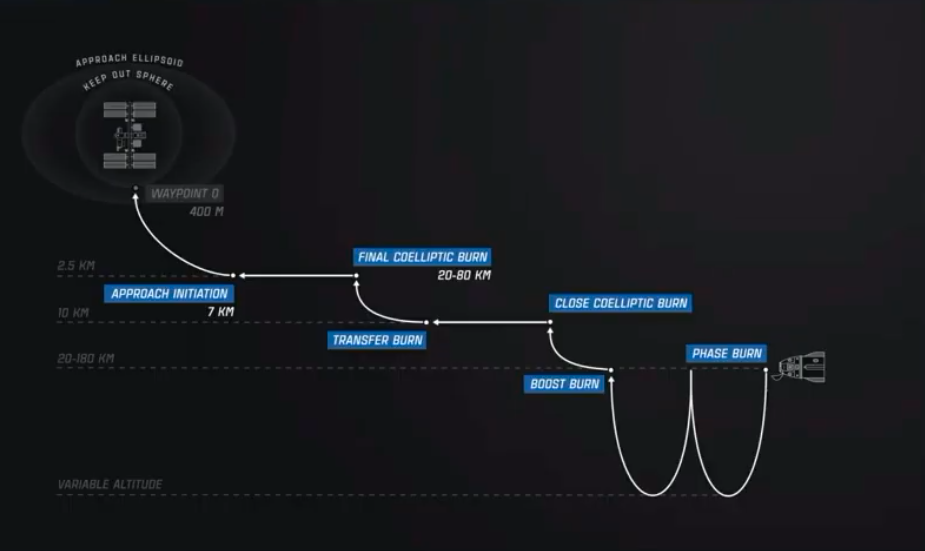 APPROACH ELLIPSOID
KEEP OUT SPHERE
WAYPOINT 0
400 M
2.5 KM
FINAL COELLIPTIC BURN
20-80 KM
APPROACH INITIATION
7 KM
CLOSE COELLIPTIC BURN
10 KM
TRANSFER BURN
20-180 KM
PHASE BURN
BOOST BURN
VARIABLE ALTITUDE